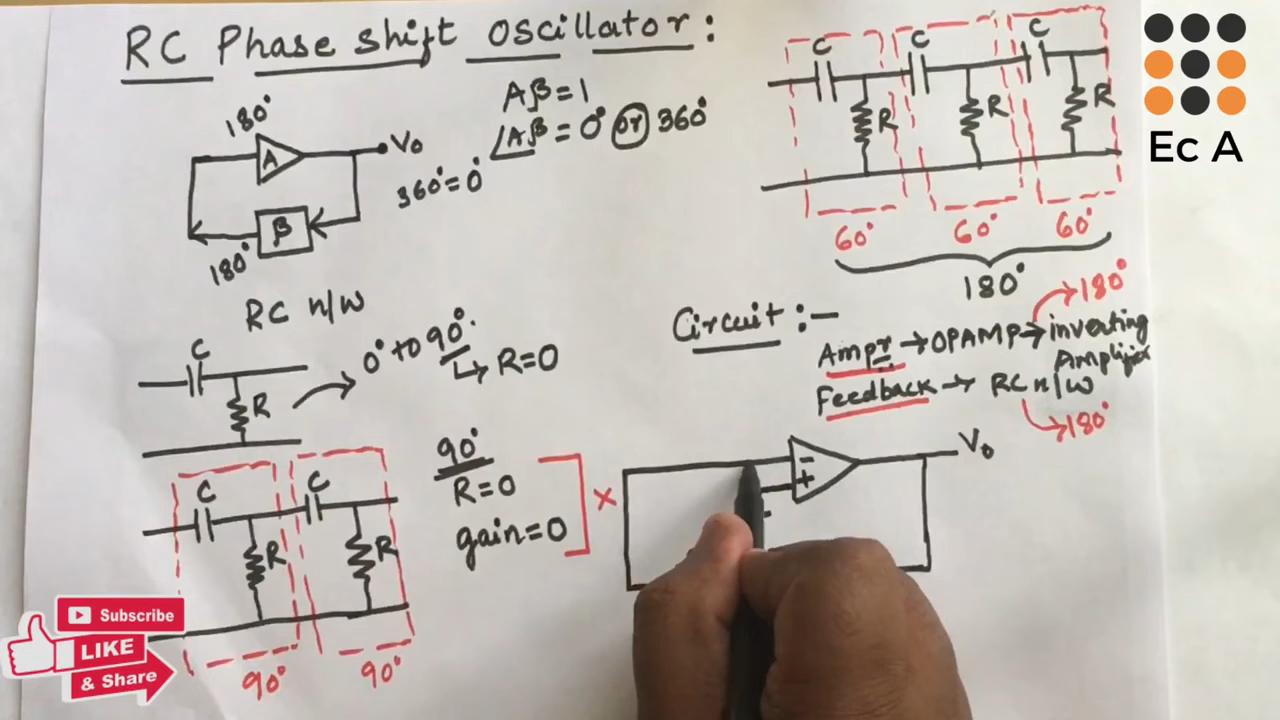 RC Phase shift Oscillator :
Aβ = 1
∠Aβ = 0° or 360°
180°
A
Vo
360° = 0°
β
180°
RC n/w
C
R
0° to 90°
R=0
C
C
R
R
90°
90°
90°
R=0
gain=0
×
C
C
C
R
R
R
60°
60°
60°
180°
Circuit :-
180°
Ampr → OPAMP → inverting
Amplifier
Feedback → RC n/w
180°
-
+
Vo
Ec A
Subscribe
LIKE
& Share